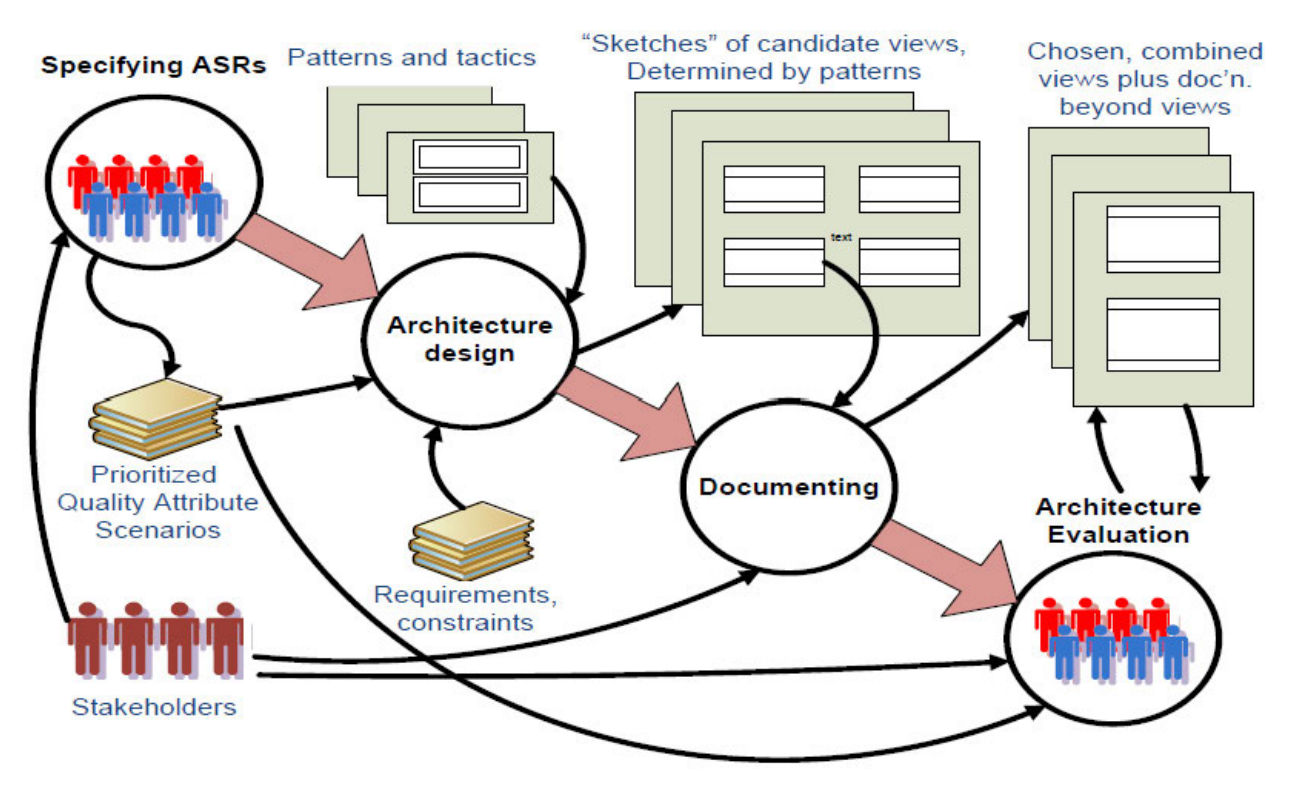 Specifying ASRs
Patterns and tactics
“Sketches” of candidate views,
Determined by patterns
Chosen, combined
views plus doc’n.
beyond views
text
Architecture
design
Prioritized
Quality Attribute
Scenarios
Documenting
Architecture
Evaluation
Requirements,
constraints
Stakeholders